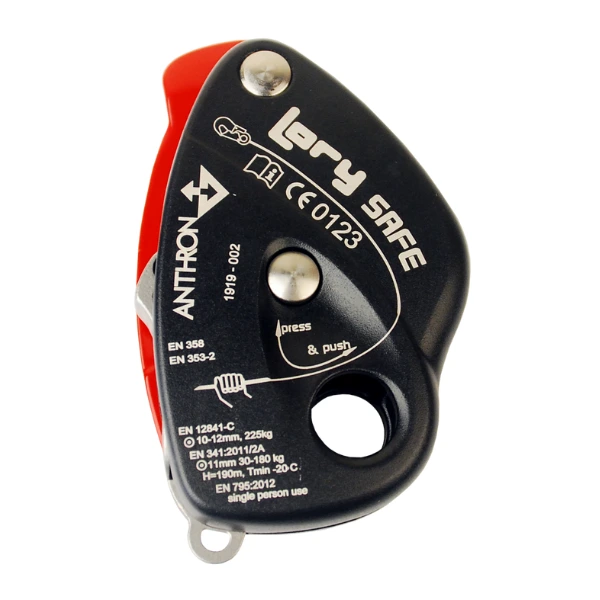 Lory SAFE
CE 0123
ANTHRON
1919 - 002
press
& push
EN 358
EN 353-2
EN 12841-C
10-12mm, 225kg
EN 341:2011/2A
11mm 30-180 kg
H=190m, Tmin -20·C
EN 795:2012
single person use